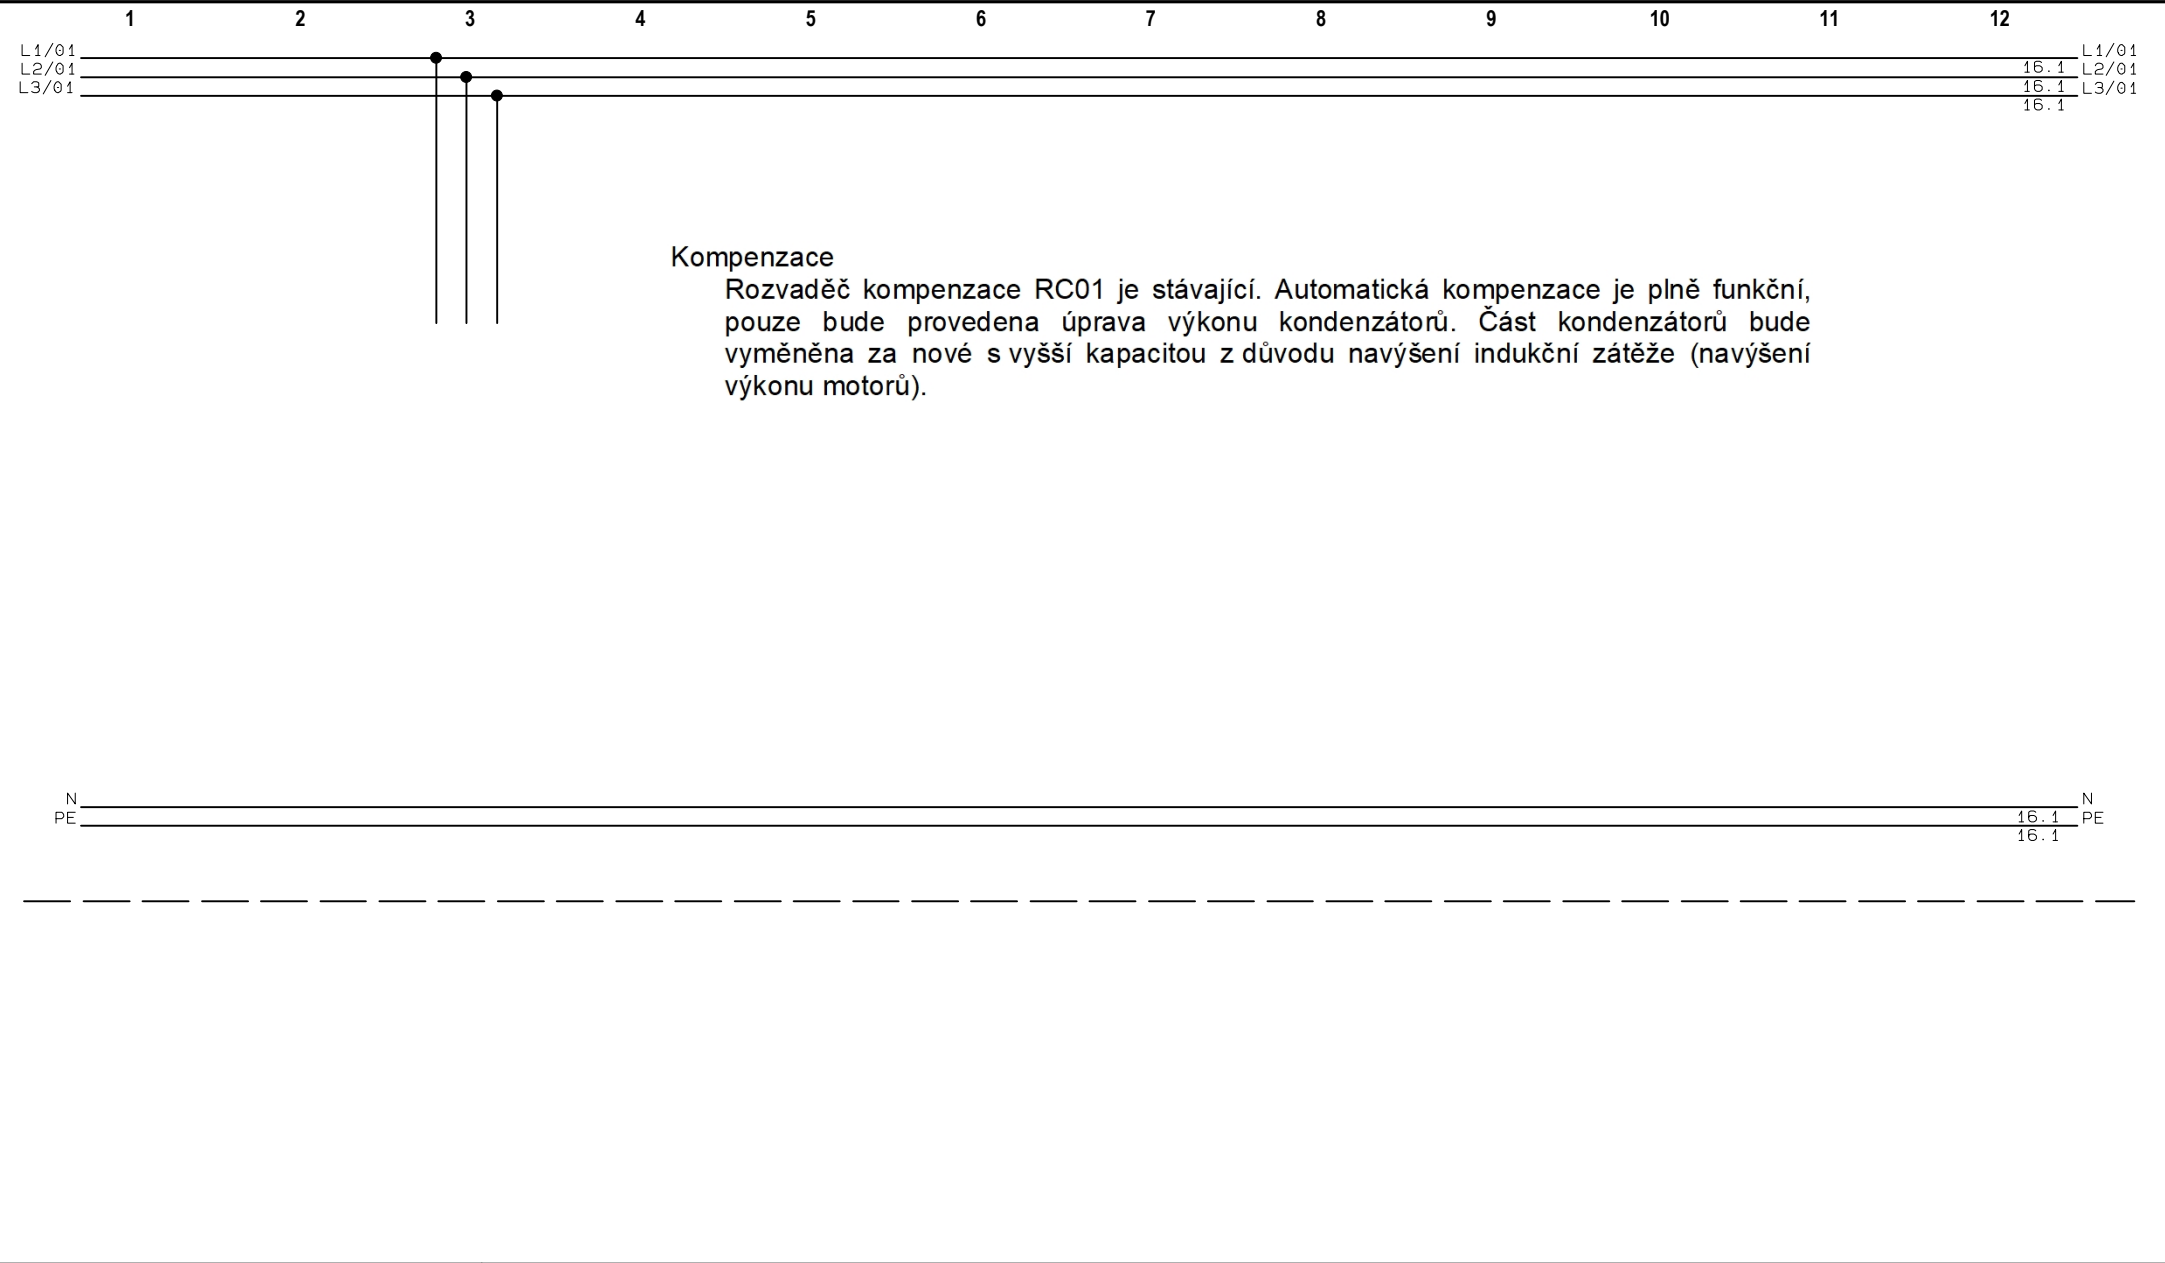 1 2 3 4 5 6 7 8 9 10 11 12
L1/01 L1/01
L2/01 16.1 L2/01
L3/01 16.1 L3/01
16.1
Kompenzace
Rozvaděč kompenzace RC01 je stávající. Automatická kompenzace je plně funkční,
pouze bude provedena úprava výkonu kondenzátorů. Část kondenzátorů bude
vyměněna za nové s vyšší kapacitou z důvodu navýšení indukční zátěže (navýšení
výkonu motorů).
N N
PE 16.1 PE
16.1